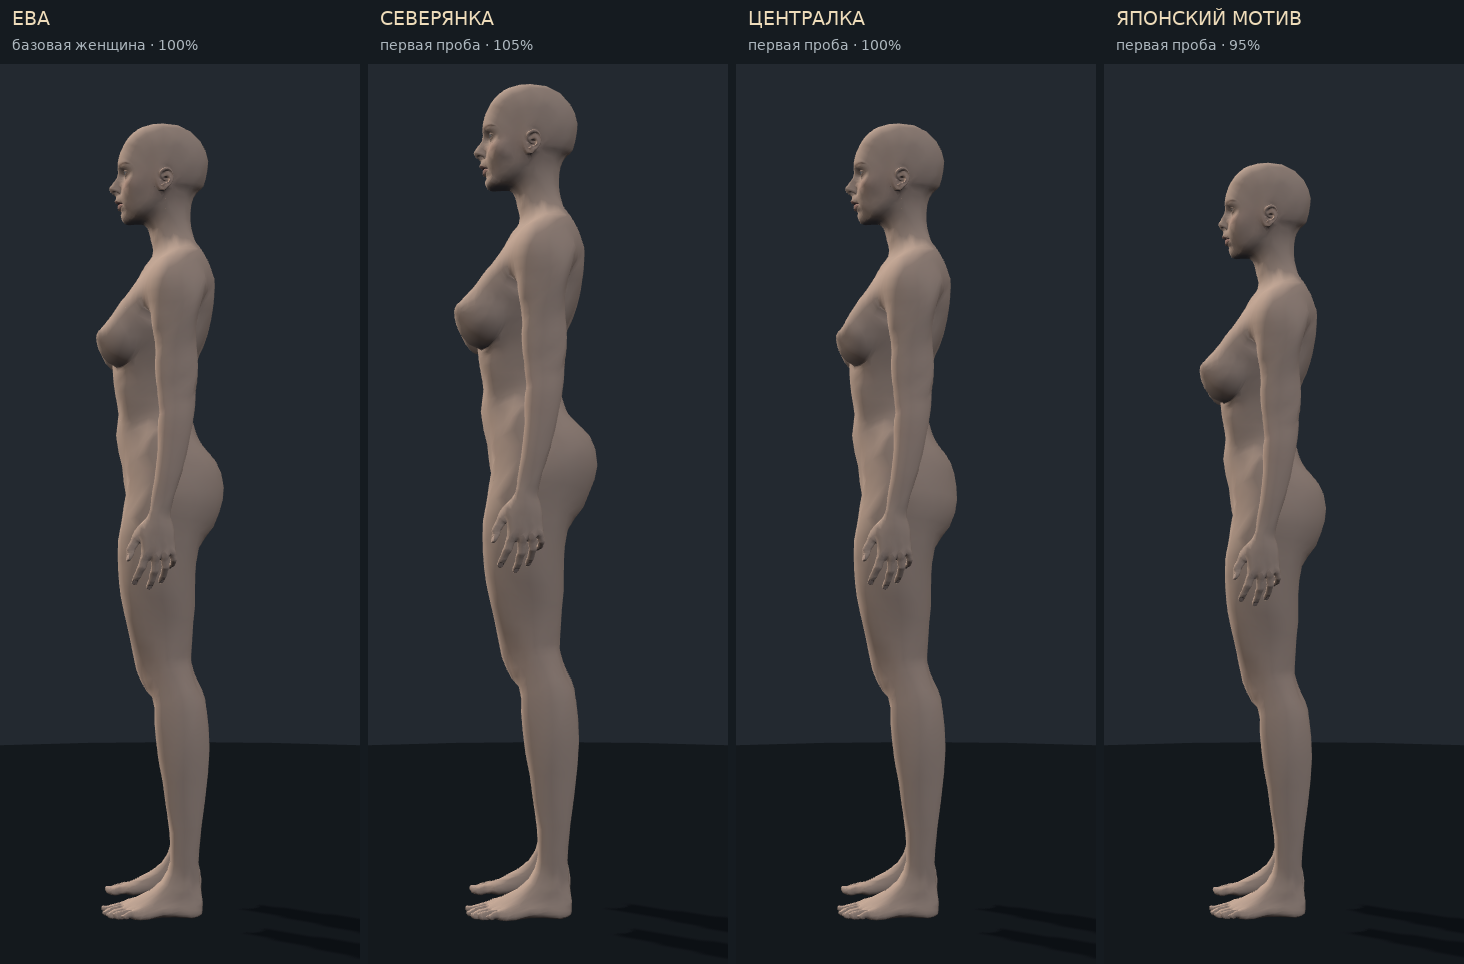 ЕВА
базовая женщина · 100%
СЕВЕРЯНКА
первая проба · 105%
ЦЕНТРАЛКА
первая проба · 100%
ЯПОНСКИЙ МОТИВ
первая проба · 95%